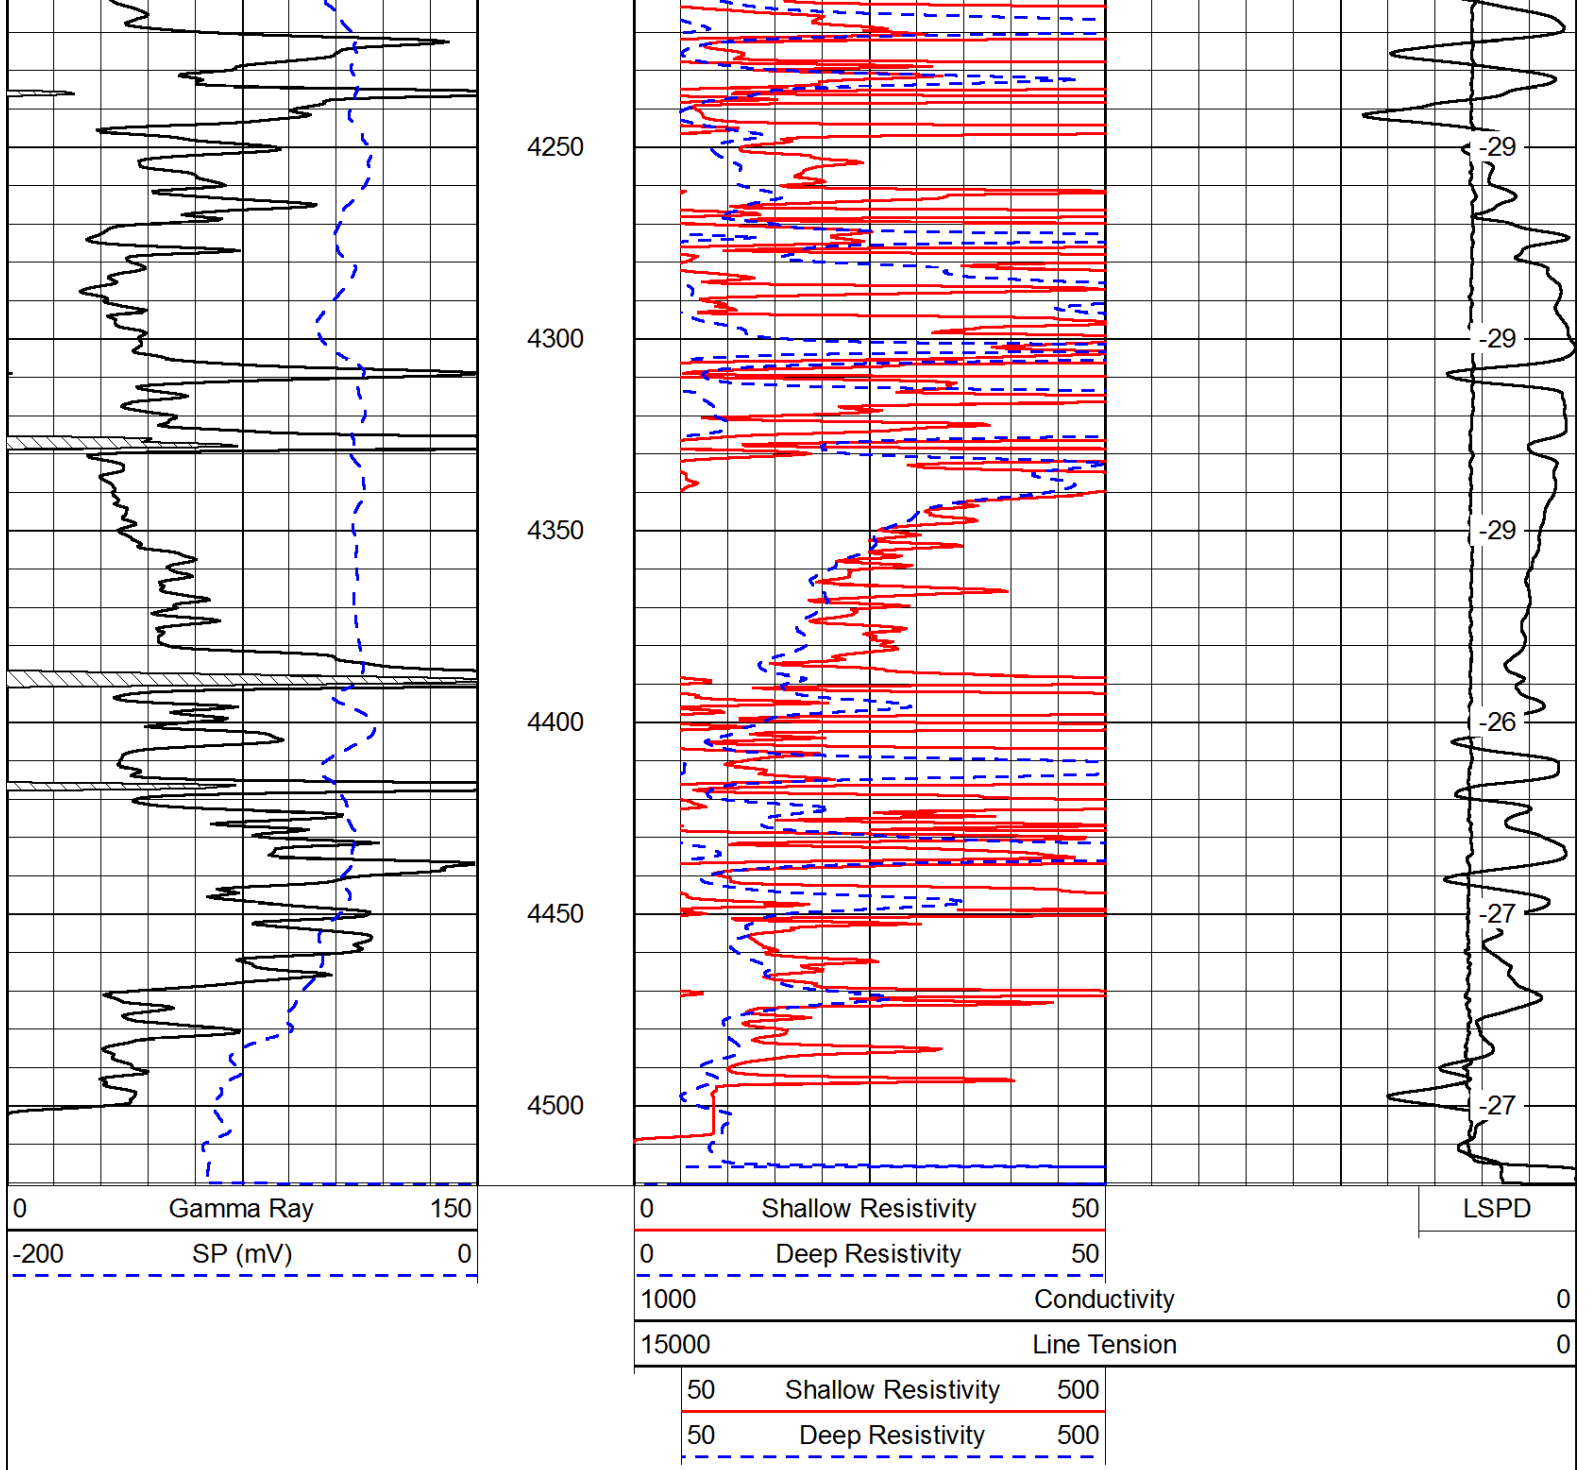 4250
-29
4300
-29
4350
-29
4400
-26
4450
-27
4500
-27
0 Gamma Ray 150
-200 SP (mV) 0
0 Shallow Resistivity 50
0 Deep Resistivity 50
1000 Conductivity 0
15000 Line Tension 0
50 Shallow Resistivity 500
50 Deep Resistivity 500
LSPD